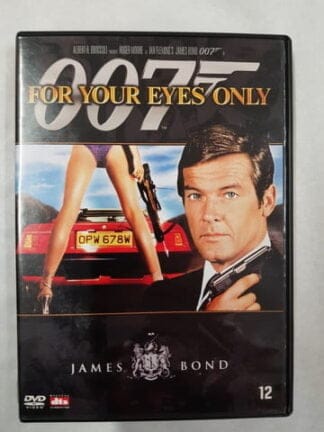 ALBERT R. BROCCOLI PRESENTS ROGER MOORE AS IAN FLEMING'S JAMES BOND 007
007
FOR YOUR EYES ONLY
OPW 678W
JAMES BOND
DVD
VIDEO
dts
12